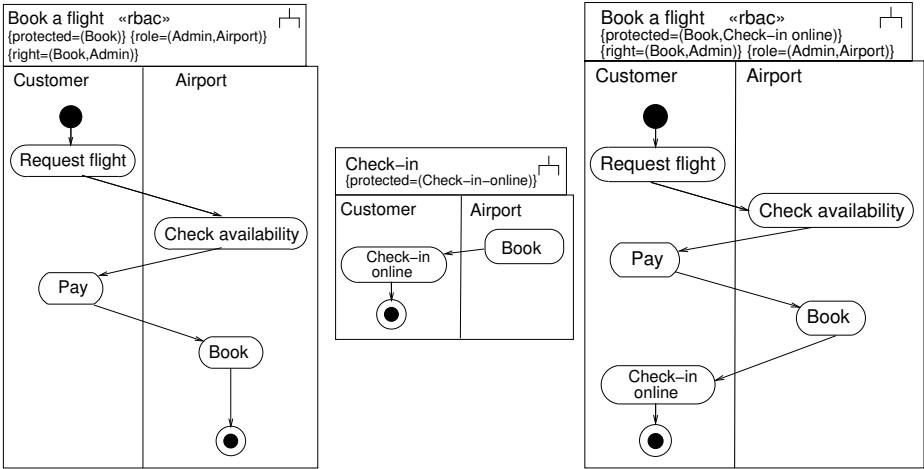 Book a flight «rbac»
{protected=(Book)} {role=(Admin,Airport)}
{right=(Book,Admin)}
Customer Airport
Request flight
Check availability
Pay
Book
Check−in
{protected=(Check−in−online)}
Customer Airport
Book
Check−in
online
Book a flight «rbac»
{protected=(Book,Check−in online)}
{right=(Book,Admin)} {role=(Admin,Airport)}
Customer Airport
Request flight
Check availability
Pay
Book
Check−in
online